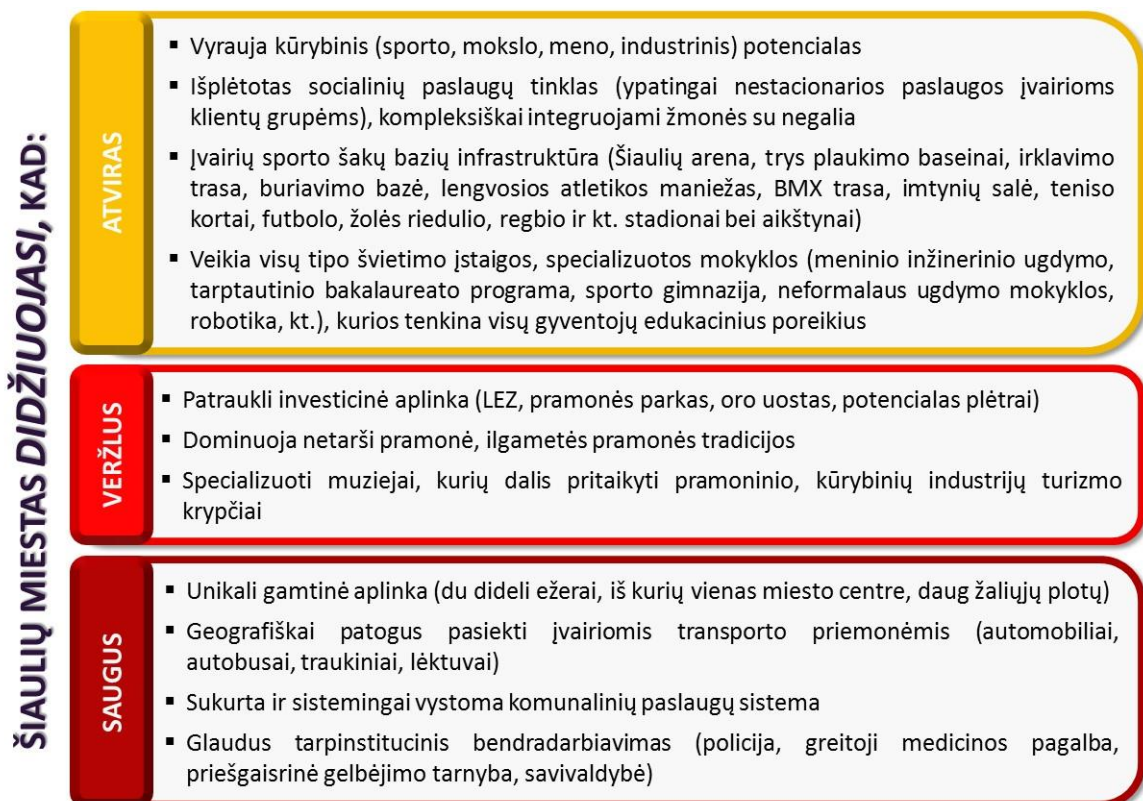 ŠIAULIŲ MIESTAS DIDŽIUOJASI, KAD:
ATVIRAS
▪ Vyrauja kūrybinis (sporto, mokslo, meno, industrinis) potencialas
▪ Išplėtotas socialinių paslaugų tinklas (ypatingai nestacionarios paslaugos įvairioms
klientų grupėms), kompleksiškai integruojami žmonės su negalia
▪ Įvairių sporto šakų bazių infrastruktūra (Šiaulių arena, trys plaukimo baseinai, irklavimo
trasa, buriavimo bazė, lengvosios atletikos maniežas, BMX trasa, imtynių salė, teniso
kortai, futbolo, žolės riedulio, regbio ir kt. stadionai bei aikštynai)
▪ Veikia visų tipo švietimo įstaigos, specializuotos mokyklos (meninio inžinerinio ugdymo,
tarptautinio bakalaureato programa, sporto gimnazija, neformalaus ugdymo mokyklos,
robotika, kt.), kurios tenkina visų gyventojų edukacinius poreikius
VERŽLUS
▪ Patraukli investicinė aplinka (LEZ, pramonės parkas, oro uostas, potencialas plėtrai)
▪ Dominuoja netarši pramonė, ilgametės pramonės tradicijos
▪ Specializuoti muziejai, kurių dalis pritaikyti pramoninio, kūrybinių industrijų turizmo
krypčiai
SAUGUS
▪ Unikali gamtinė aplinka (du dideli ežerai, iš kurių vienas miesto centre, daug žaliųjų plotų)
▪ Geografiškai patogus pasiekti įvairiomis transporto priemonėmis (automobiliai,
autobusai, traukiniai, lėktuvai)
▪ Sukurta ir sistemingai vystoma komunalinių paslaugų sistema
▪ Glaudus tarpinstitucinis bendradarbiavimas (policija, greitoji medicinos pagalba,
priešgaisrinė gelbėjimo tarnyba, savivaldybė)